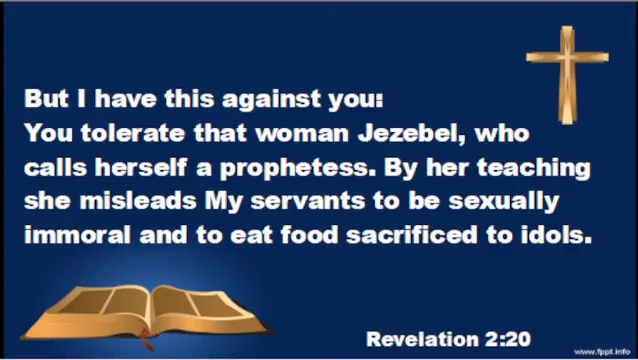 But I have this against you:
You tolerate that woman Jezebel, who
calls herself a prophetess. By her teaching
she misleads My servants to be sexually
immoral and to eat food sacrificed to idols.
Revelation 2:20
www.fppt.info